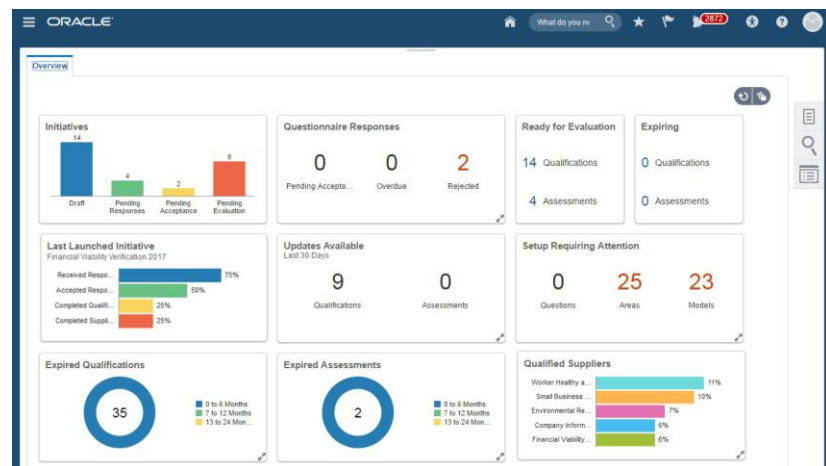 ORACLE
What do you ni
2872
Overview
Initiatives
14
4
2
9
Draft
Pending Responses
Pending Acceptance
Pending Evaluation
Questionnaire Responses
0
0
2
Pending Accepta...
Overdue
Rejected
Ready for Evaluation
14 Qualifications
4 Assessments
Expiring
0 Qualifications
0 Assessments
Last Launched Initiative
Financial Viability Verification 2017
Received Respo... 75%
Accepted Respo... 50%
Completed Qualifi... 25%
Completed Suppli... 25%
Updates Available
Last 30 Days
9
0
Qualifications
Assessments
Setup Requiring Attention
0
25
23
Questions
Areas
Models
Expired Qualifications
35
0 to 6 Months
7 to 12 Months
13 to 24 Mon...
Expired Assessments
2
0 to 6 Months
7 to 12 Months
13 to 24 Mon...
Qualified Suppliers
Worker Healthy a... 11%
Small Business ... 10%
Environmental Re... 7%
Company Inform... 6%
Financial Viability... 6%